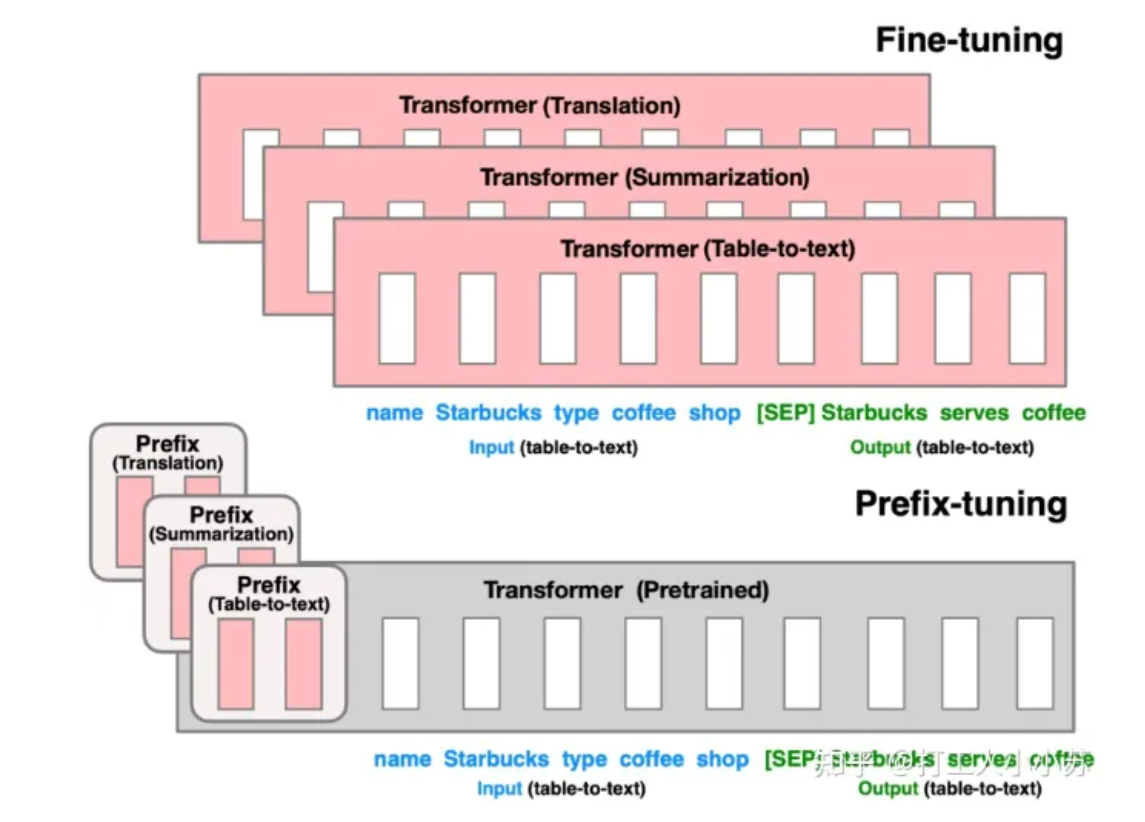 Fine-tuning
Transformer (Translation)
Transformer (Summarization)
Transformer (Table-to-text)
name Starbucks type coffee shop [SEP] Starbucks serves coffee
Input (table-to-text) Output (table-to-text)
Prefix
(Translation)
Prefix-tuning
Prefix
(Summarization)
Prefix
(Table-to-text)
Transformer (Pretrained)
name Starbucks type coffee shop [SEP] Starbucks serves coffee
知乎 @打工人小小苏
Input (table-to-text) Output (table-to-text)